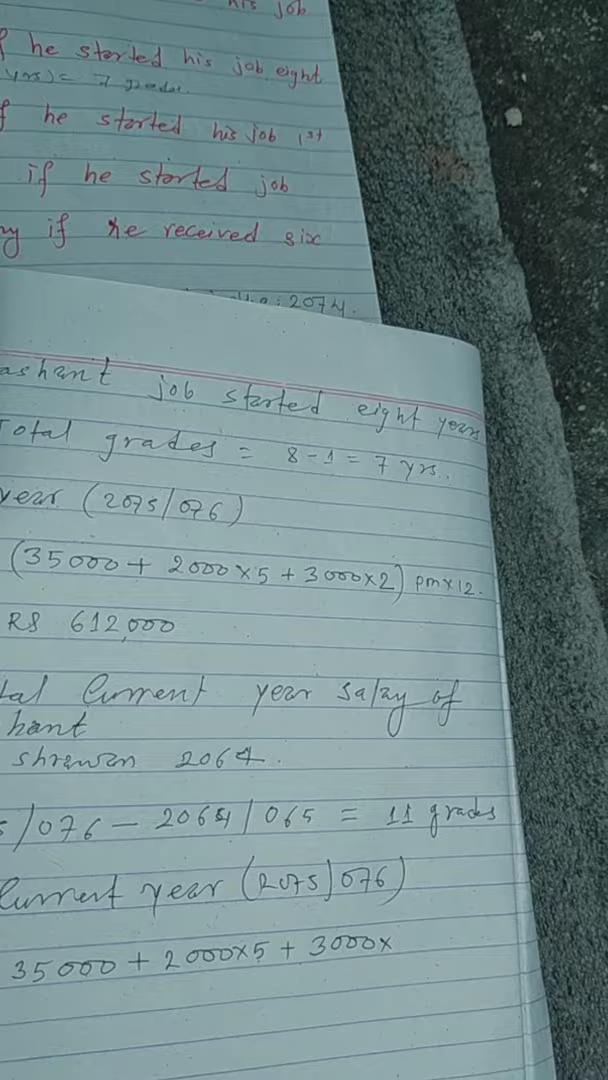 his job
he started his job eight
yrs) = 7 grades.
f he started his job 1st
if he started job
ny if he received six
2074.
ashant job started eight years
Total grades = 8-1 = 7 yrs..
year (2075/076)
(35000 + 2000×5 + 3000×2) pm×12.
RS 612,000
tal Current year salay of
hant
shrawan 2064.
/076 - 2064/065 = 11 grades
Current year (2075/076)
35000 + 2000×5 + 3000×